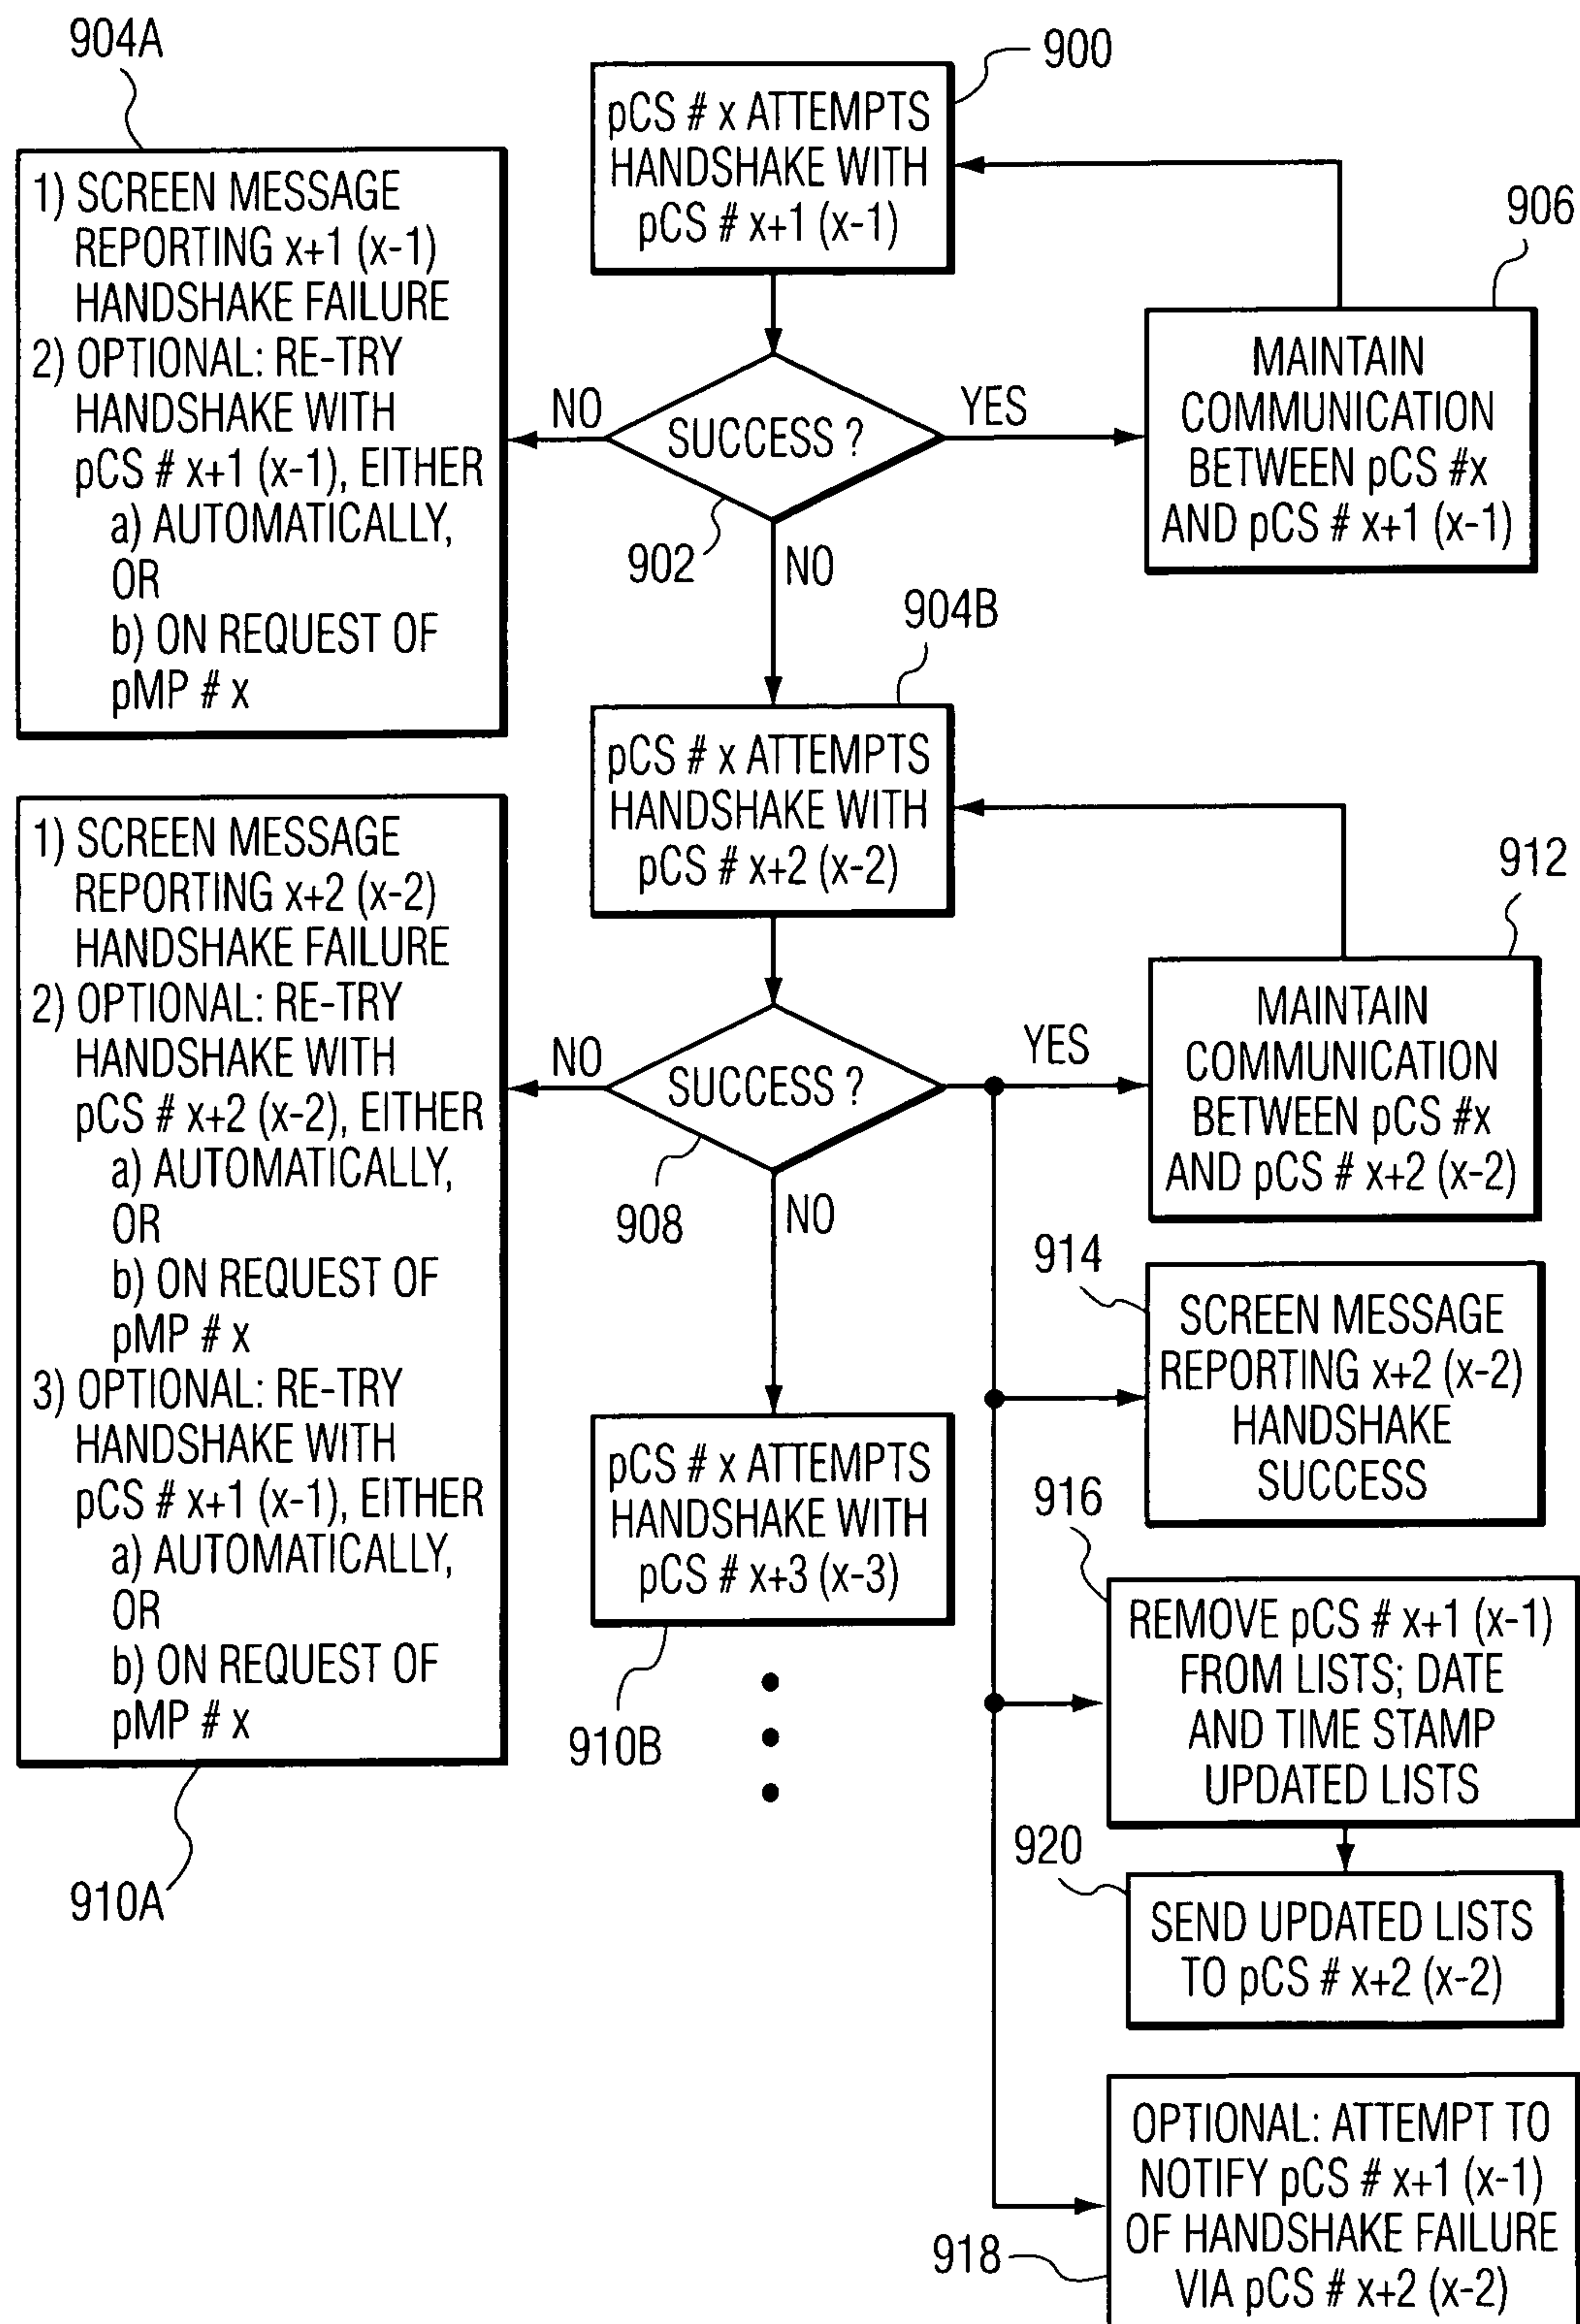 904A
900
pCS # x ATTEMPTS
HANDSHAKE WITH
pCS # x+1 (x-1)
1) SCREEN MESSAGE
REPORTING x+1 (x-1)
HANDSHAKE FAILURE
2) OPTIONAL: RE-TRY
HANDSHAKE WITH
pCS # x+1 (x-1), EITHER
a) AUTOMATICALLY,
OR
b) ON REQUEST OF
pMP # x
906
MAINTAIN
COMMUNICATION
BETWEEN pCS #x
AND pCS # x+1 (x-1)
NO
SUCCESS ?
YES
902
NO
904B
pCS # x ATTEMPTS
HANDSHAKE WITH
pCS # x+2 (x-2)
1) SCREEN MESSAGE
REPORTING x+2 (x-2)
HANDSHAKE FAILURE
2) OPTIONAL: RE-TRY
HANDSHAKE WITH
pCS # x+2 (x-2), EITHER
a) AUTOMATICALLY,
OR
b) ON REQUEST OF
pMP # x
3) OPTIONAL: RE-TRY
HANDSHAKE WITH
pCS # x+1 (x-1), EITHER
a) AUTOMATICALLY,
OR
b) ON REQUEST OF
pMP # x
910A
912
MAINTAIN
COMMUNICATION
BETWEEN pCS #x
AND pCS # x+2 (x-2)
NO
SUCCESS ?
YES
908
NO
914
SCREEN MESSAGE
REPORTING x+2 (x-2)
HANDSHAKE
SUCCESS
pCS # x ATTEMPTS
HANDSHAKE WITH
pCS # x+3 (x-3)
910B
916
REMOVE pCS # x+1 (x-1)
FROM LISTS; DATE
AND TIME STAMP
UPDATED LISTS
920
SEND UPDATED LISTS
TO pCS # x+2 (x-2)
OPTIONAL: ATTEMPT TO
NOTIFY pCS # x+1 (x-1)
OF HANDSHAKE FAILURE
VIA pCS # x+2 (x-2)
918